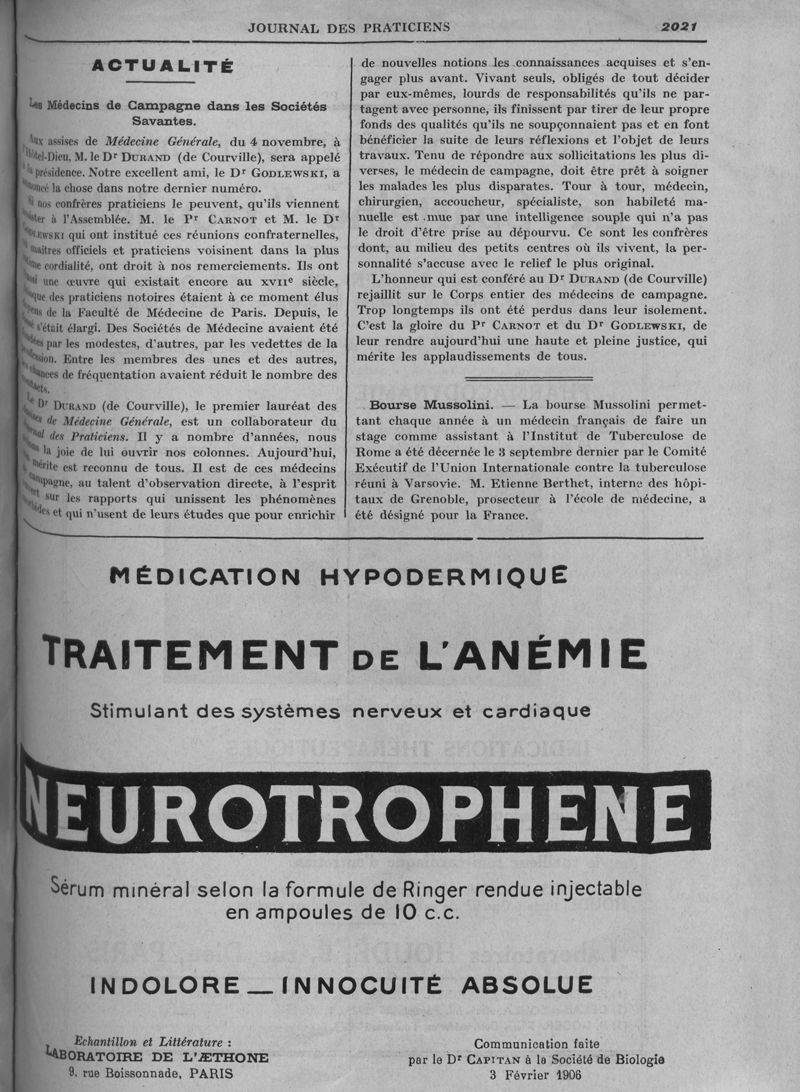 JOURNAL DES PRATICIENS 2021
ACTUALITÉ
Les Médecins de Campagne dans les Sociétés
Savantes.
Aux assises de Médecine Générale, du 4 novembre, à
l'Hôtel-Dieu, M. le Dr DURAND (de Courville), sera appelé
à la présidence. Notre excellent ami, le Dr GODLEWSKI, a
annoncé la chose dans notre dernier numéro.
Si nos confrères praticiens le peuvent, qu'ils viennent
à l'Assemblée. M. le Pr CARNOT et M. le Dr
GODLEWSKI qui ont institué ces réunions confraternelles,
maîtres officiels et praticiens voisinent dans la plus
cordialité, ont droit à nos remerciements. Ils ont
une œuvre qui existait encore au XVIIe siècle,
des praticiens notoires étaient à ce moment élus
de la Faculté de Médecine de Paris. Depuis, le
s'était élargi. Des Sociétés de Médecine avaient été
par les modestes, d'autres, par les vedettes de la
Entre les membres des unes et des autres,
de fréquentation avaient réduit le nombre des
Le Dr DURAND (de Courville), le premier lauréat des
de Médecine Générale, est un collaborateur du
Journal des Praticiens. Il y a nombre d'années, nous
la joie de lui ouvrir nos colonnes. Aujourd'hui,
mérite est reconnu de tous. Il est de ces médecins
campagne, au talent d'observation directe, à l'esprit
sur les rapports qui unissent les phénomènes
et qui n'usent de leurs études que pour enrichir
de nouvelles notions les connaissances acquises et s'en-
gager plus avant. Vivant seuls, obligés de tout décider
par eux-mêmes, lourds de responsabilités qu'ils ne par-
tagent avec personne, ils finissent par tirer de leur propre
fonds des qualités qu'ils ne soupçonnaient pas et en font
bénéficier la suite de leurs réflexions et l'objet de leurs
travaux. Tenu de répondre aux sollicitations les plus di-
verses, le médecin de campagne, doit être prêt à soigner
les malades les plus disparates. Tour à tour, médecin,
chirurgien, accoucheur, spécialiste, son habileté ma-
nuelle est mue par une intelligence souple qui n'a pas
le droit d'être prise au dépourvu. Ce sont les confrères
dont, au milieu des petits centres où ils vivent, la per-
sonnalité s'accuse avec le relief le plus original.
L'honneur qui est conféré au Dr DURAND (de Courville)
rejaillit sur le Corps entier des médecins de campagne.
Trop longtemps ils ont été perdus dans leur isolement.
C'est la gloire du Pr CARNOT et du Dr GODLEWSKI, de
leur rendre aujourd'hui une haute et pleine justice, qui
mérite les applaudissements de tous.
Bourse Mussolini. — La bourse Mussolini permet-
tant chaque année à un médecin français de faire un
stage comme assistant à l'Institut de Tuberculose de
Rome a été décernée le 3 septembre dernier par le Comité
Exécutif de l'Union Internationale contre la tuberculose
réuni à Varsovie. M. Etienne Berthet, interne des hôpi-
taux de Grenoble, prosecteur à l'école de médecine, a
été désigné pour la France.
MÉDICATION HYPODERMIQUE
TRAITEMENT DE L'ANÉMIE
Stimulant des systèmes nerveux et cardiaque
NEUROTROPHENE
Sérum minéral selon la formule de Ringer rendue injectable
en ampoules de 10 c.c.
INDOLORE — INNOCUITÉ ABSOLUE
Echantillon et Littérature :
LABORATOIRE DE L'ÆTHONE
9, rue Boissonnade, PARIS
Communication faite
par le Dr CAPITAN à la Société de Biologie
3 Février 1906